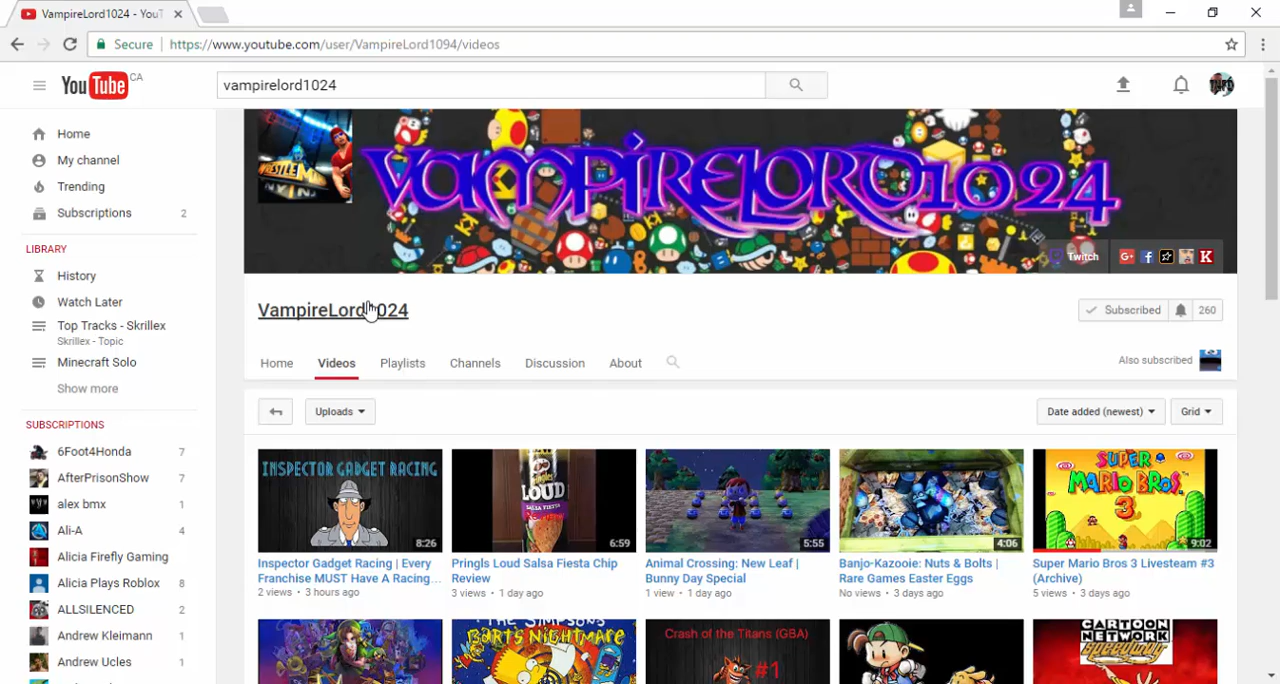 VampireLord1024 - YouT
Secure
https://www.youtube.com/user/VampireLord1094/videos
YouTube CA
vampirelord1024
Home
My channel
Trending
Subscriptions 2
LIBRARY
History
Watch Later
Top Tracks - Skrillex
Skrillex - Topic
Minecraft Solo
Show more
SUBSCRIPTIONS
6Foot4Honda 7
AfterPrisonShow 7
alex bmx 1
Ali-A 4
Alicia Firefly Gaming
Alicia Plays Roblox 8
ALLSILENCED 2
Andrew Kleimann 1
Andrew Ucles 1
VAMPIRELORD1024
Twitch
VampireLord1024
Subscribed 260
Home Videos Playlists Channels Discussion About
Also subscribed
Uploads
Date added (newest) Grid
INSPECTOR GADGET RACING
8:26
Inspector Gadget Racing | Every
Franchise MUST Have A Racing...
2 views • 3 hours ago
LOUD
SALSA FIESTA
6:59
Pringls Loud Salsa Fiesta Chip
Review
3 views • 1 day ago
5:55
Animal Crossing: New Leaf |
Bunny Day Special
1 view • 1 day ago
4:06
Banjo-Kazooie: Nuts & Bolts |
Rare Games Easter Eggs
No views • 3 days ago
SUPER
MARIO BROS
3
9:02
Super Mario Bros 3 Livesteam #3
(Archive)
5 views • 3 days ago
THE SIMPSONS
BART'S NIGHTMARE
Crash of the Titans (GBA)
#1
CARTOON
NETWORK
SPEEDWAY